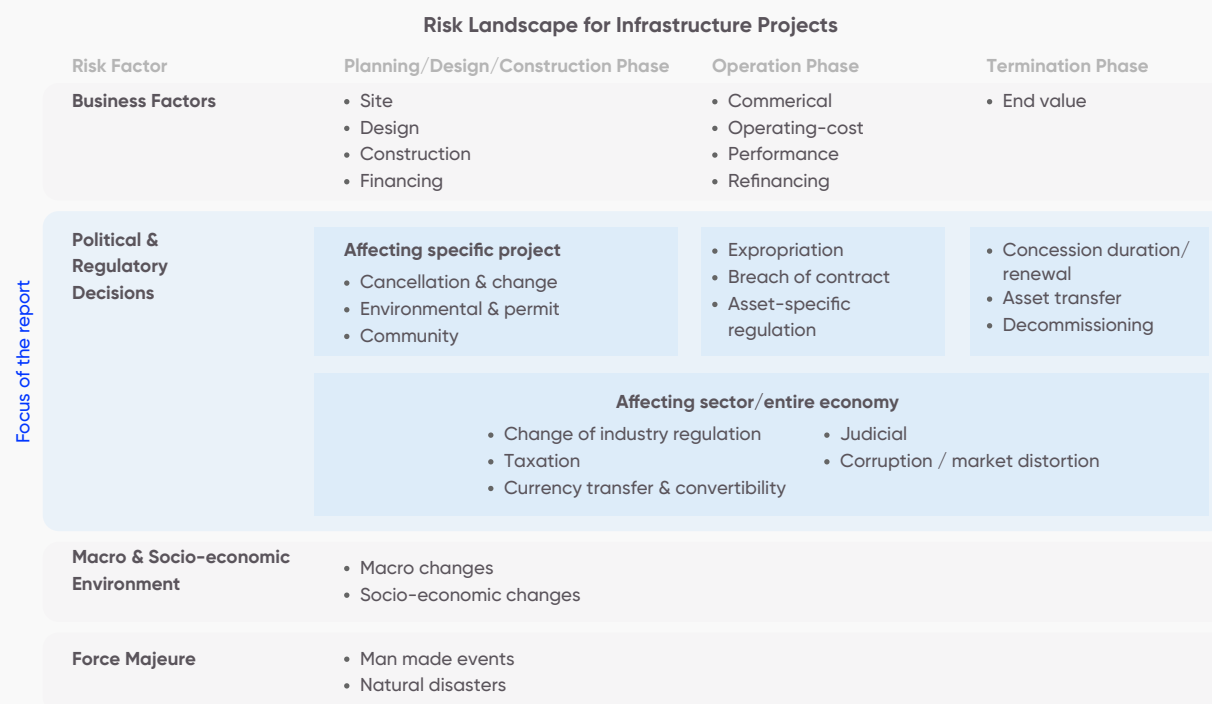 Risk Landscape for Infrastructure Projects
Risk Factor
Planning/Design/Construction Phase
Operation Phase
Termination Phase
Business Factors
• Site
• Design
• Construction
• Financing
• Commerical
• Operating-cost
• Performance
• Refinancing
• End value
Focus of the report
Political &
Regulatory
Decisions
Affecting specific project
• Cancellation & change
• Environmental & permit
• Community
• Expropriation
• Breach of contract
• Asset-specific
regulation
• Concession duration/
renewal
• Asset transfer
• Decommissioning
Affecting sector/entire economy
• Change of industry regulation
• Taxation
• Currency transfer & convertibility
• Judicial
• Corruption / market distortion
Macro & Socio-economic
Environment
• Macro changes
• Socio-economic changes
Force Majeure
• Man made events
• Natural disasters